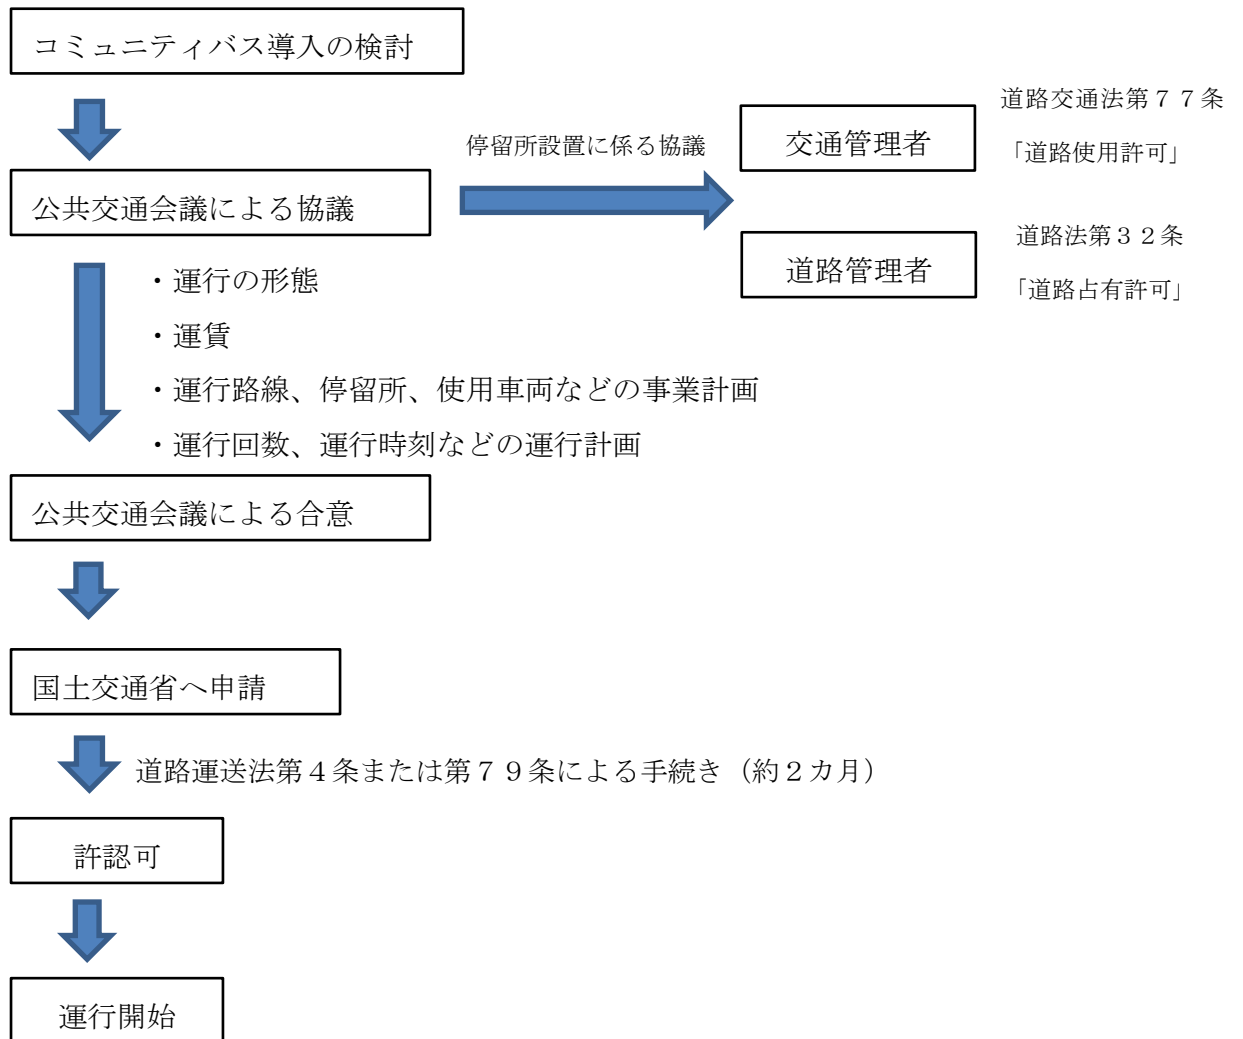 コミュニティバス導入の検討
道路交通法第７７条
停留所設置に係る協議
交通管理者
「道路使用許可」
公共交通会議による協議
道路法第３２条
道路管理者
「道路占有許可」
・運行の形態
・運賃
・運行路線、停留所、使用車両などの事業計画
・運行回数、運行時刻などの運行計画
公共交通会議による合意
国土交通省へ申請
道路運送法第４条または第７９条による手続き（約２カ月）
許認可
運行開始